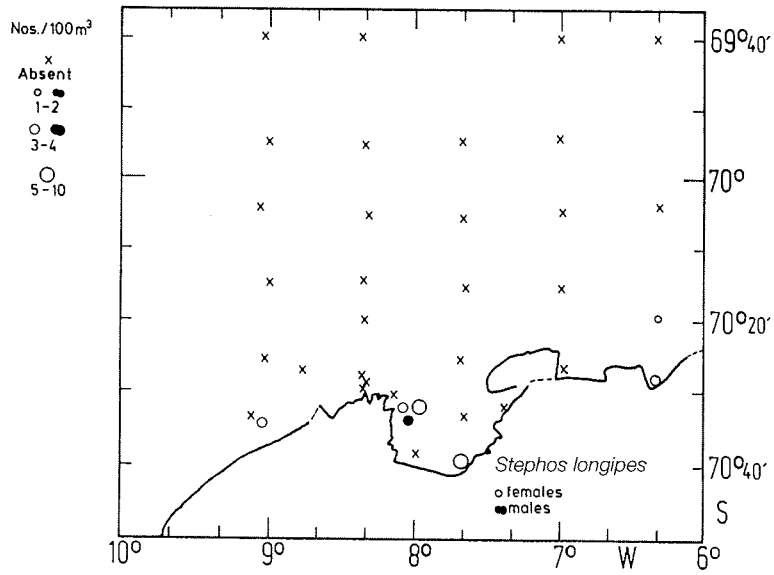 Nos./100m³
x
Absent
1-2
3-4
5-10
69°40'
70°
70°20'
70°40'
S
Stephos longipes
females
males
10°
9°
8°
7°
W
6°